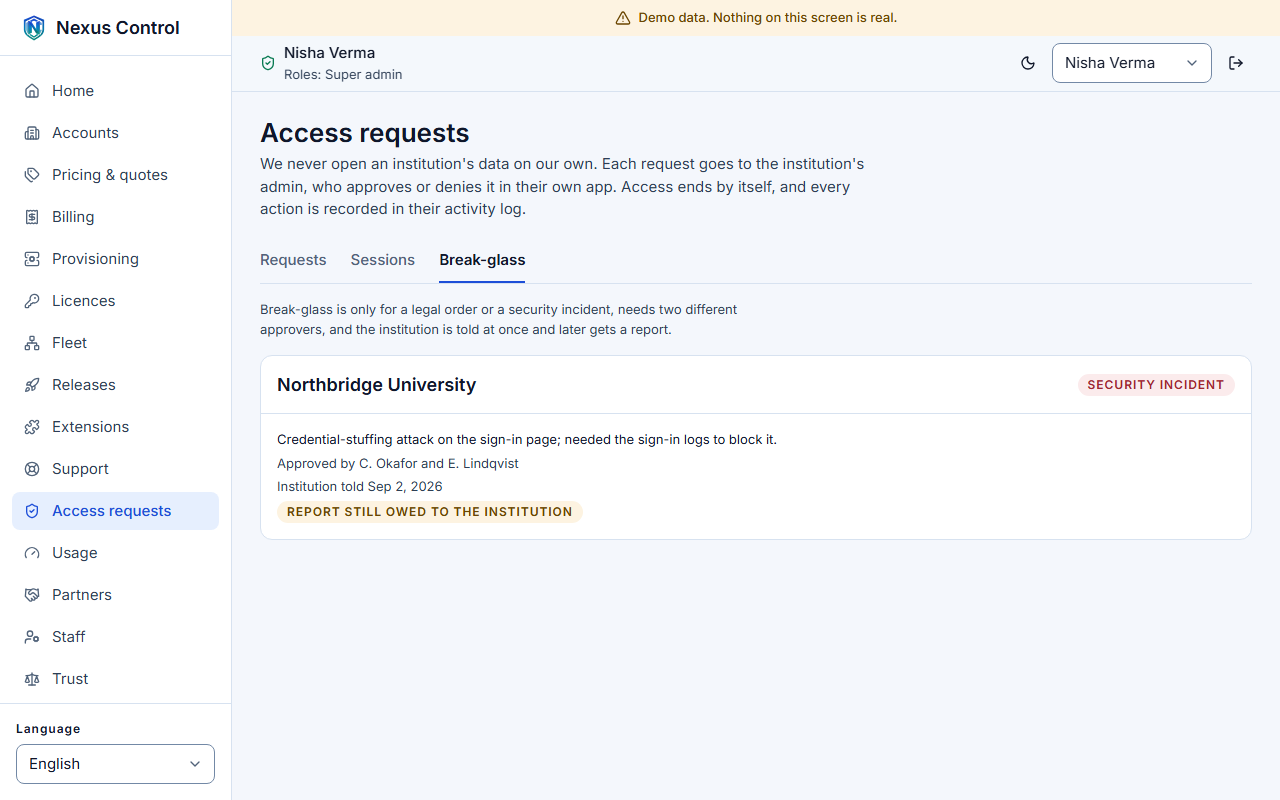 Nexus Control
Demo data. Nothing on this screen is real.
Nisha Verma
Roles: Super admin
Nisha Verma
Home
Accounts
Pricing & quotes
Billing
Provisioning
Licences
Fleet
Releases
Extensions
Support
Access requests
Usage
Partners
Staff
Trust
Language
English
Access requests
We never open an institution's data on our own. Each request goes to the institution's
admin, who approves or denies it in their own app. Access ends by itself, and every
action is recorded in their activity log.
Requests Sessions Break-glass
Break-glass is only for a legal order or a security incident, needs two different
approvers, and the institution is told at once and later gets a report.
Northbridge University
SECURITY INCIDENT
Credential-stuffing attack on the sign-in page; needed the sign-in logs to block it.
Approved by C. Okafor and E. Lindqvist
Institution told Sep 2, 2026
REPORT STILL OWED TO THE INSTITUTION